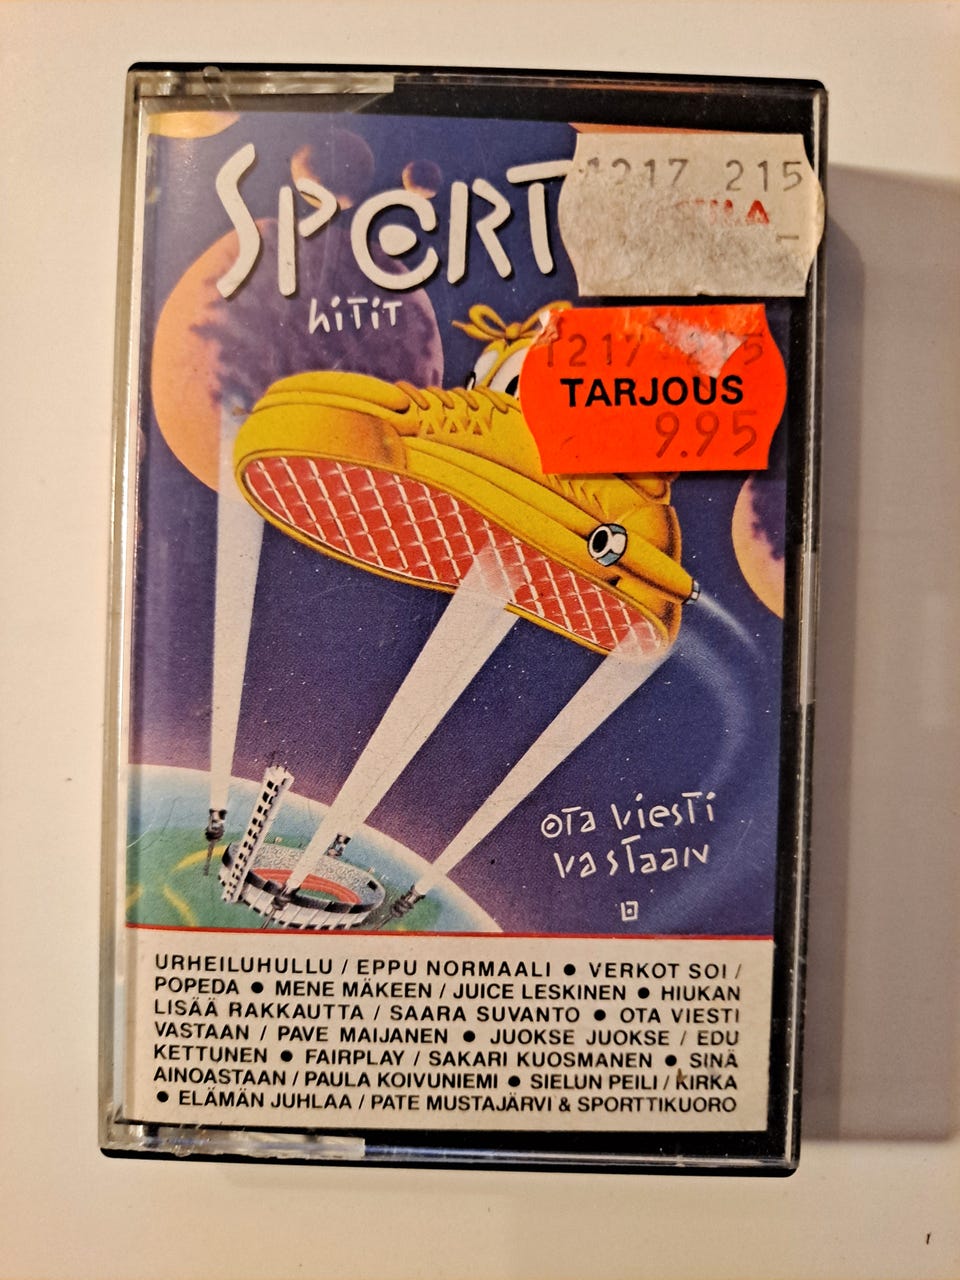 SPORT
hitit
1217 215
1217 215
TARJOUS
9.95
Ota viesti
vastaan
URHEILUHULLU / EPPU NORMAALI ● VERKOT SOI /
POPEDA ● MENE MÄKEEN / JUICE LESKINEN ● HIUKAN
LISÄÄ RAKKAUTTA / SAARA SUVANTO ● OTA VIESTI
VASTAAN / PAVE MAIJANEN ● JUOKSE JUOKSE / EDU
KETTUNEN ● FAIRPLAY / SAKARI KUOSMANEN ● SINÄ
AINOASTAAN / PAULA KOIVUNIEMI ● SIELUN PEILI / KIRKA
● ELÄMÄN JUHLAA / PATE MUSTAJÄRVI & SPORTTIKUORO